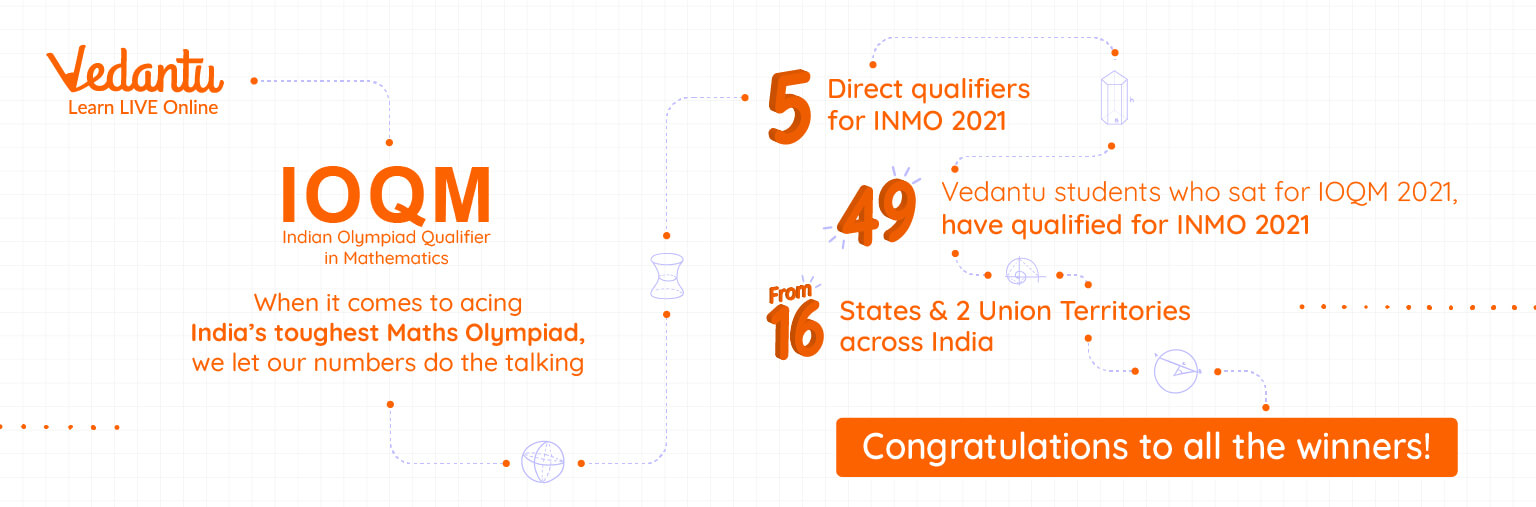 Vedantu
Learn LIVE Online
IOQM
Indian Olympiad Qualifier
in Mathematics
When it comes to acing
India's toughest Maths Olympiad,
we let our numbers do the talking
5 Direct qualifiers
for INMO 2021
49 Vedantu students who sat for IOQM 2021,
have qualified for INMO 2021
From
16 States & 2 Union Territories
across India
Congratulations to all the winners!